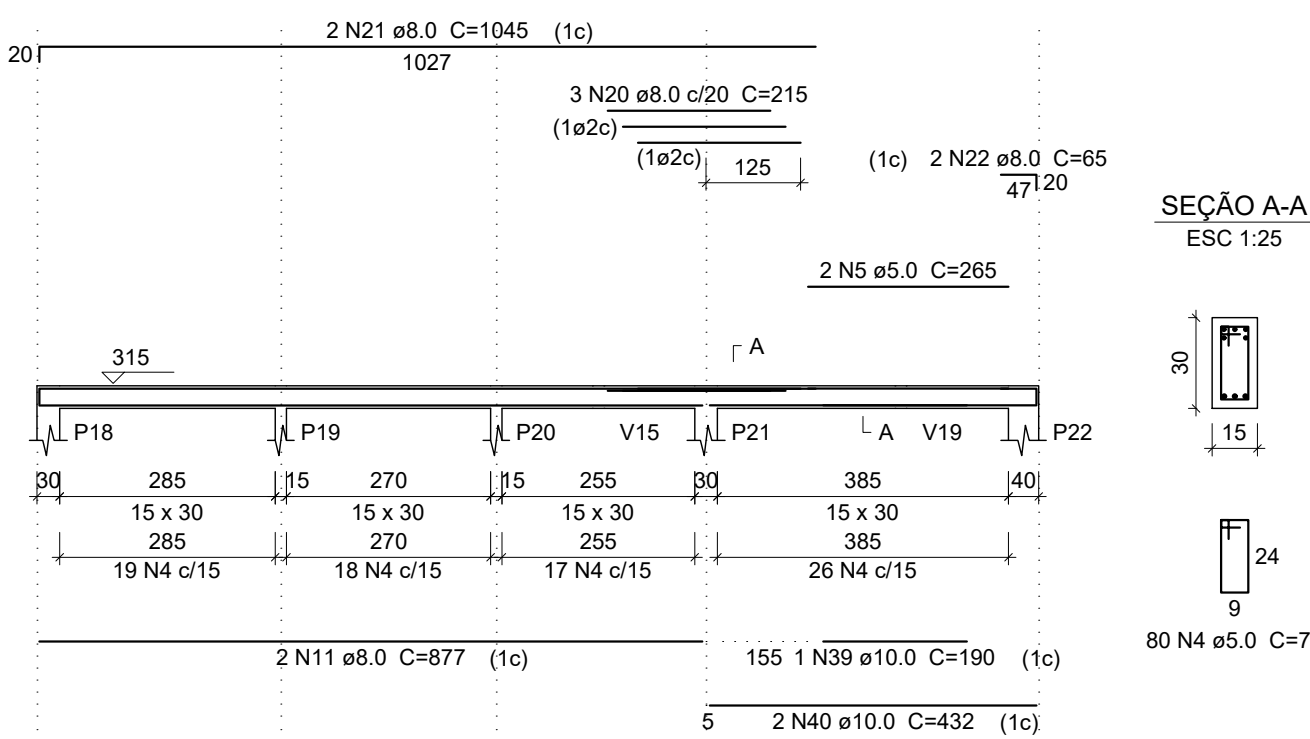 2 N21 ø8.0 C=1045 (1c)
20
1027
3 N20 ø8.0 c/20 C=215
(1ø2c)
(1ø2c)
125
(1c) 2 N22 ø8.0 C=65
47 20
SEÇÃO A-A
ESC 1:25
2 N5 ø5.0 C=265
A
315
30
15
P18 P19 P20 V15 P21 A V19 P22
30 285 15 270 15 255 30 385 40
15 x 30 15 x 30 15 x 30 15 x 30
285 270 255 385
19 N4 c/15 18 N4 c/15 17 N4 c/15 26 N4 c/15
24
9
80 N4 ø5.0 C=7
2 N11 ø8.0 C=877 (1c)
155 1 N39 ø10.0 C=190 (1c)
5 2 N40 ø10.0 C=432 (1c)